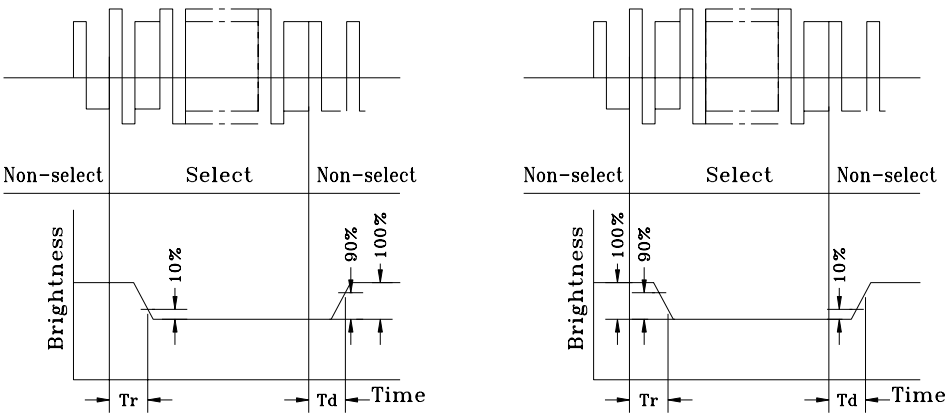 Non-select Select Non-select
Brightness
10%
90%
100%
Tr
Td
Time
Non-select Select Non-select
Brightness
100%
90%
10%
Tr
Td
Time